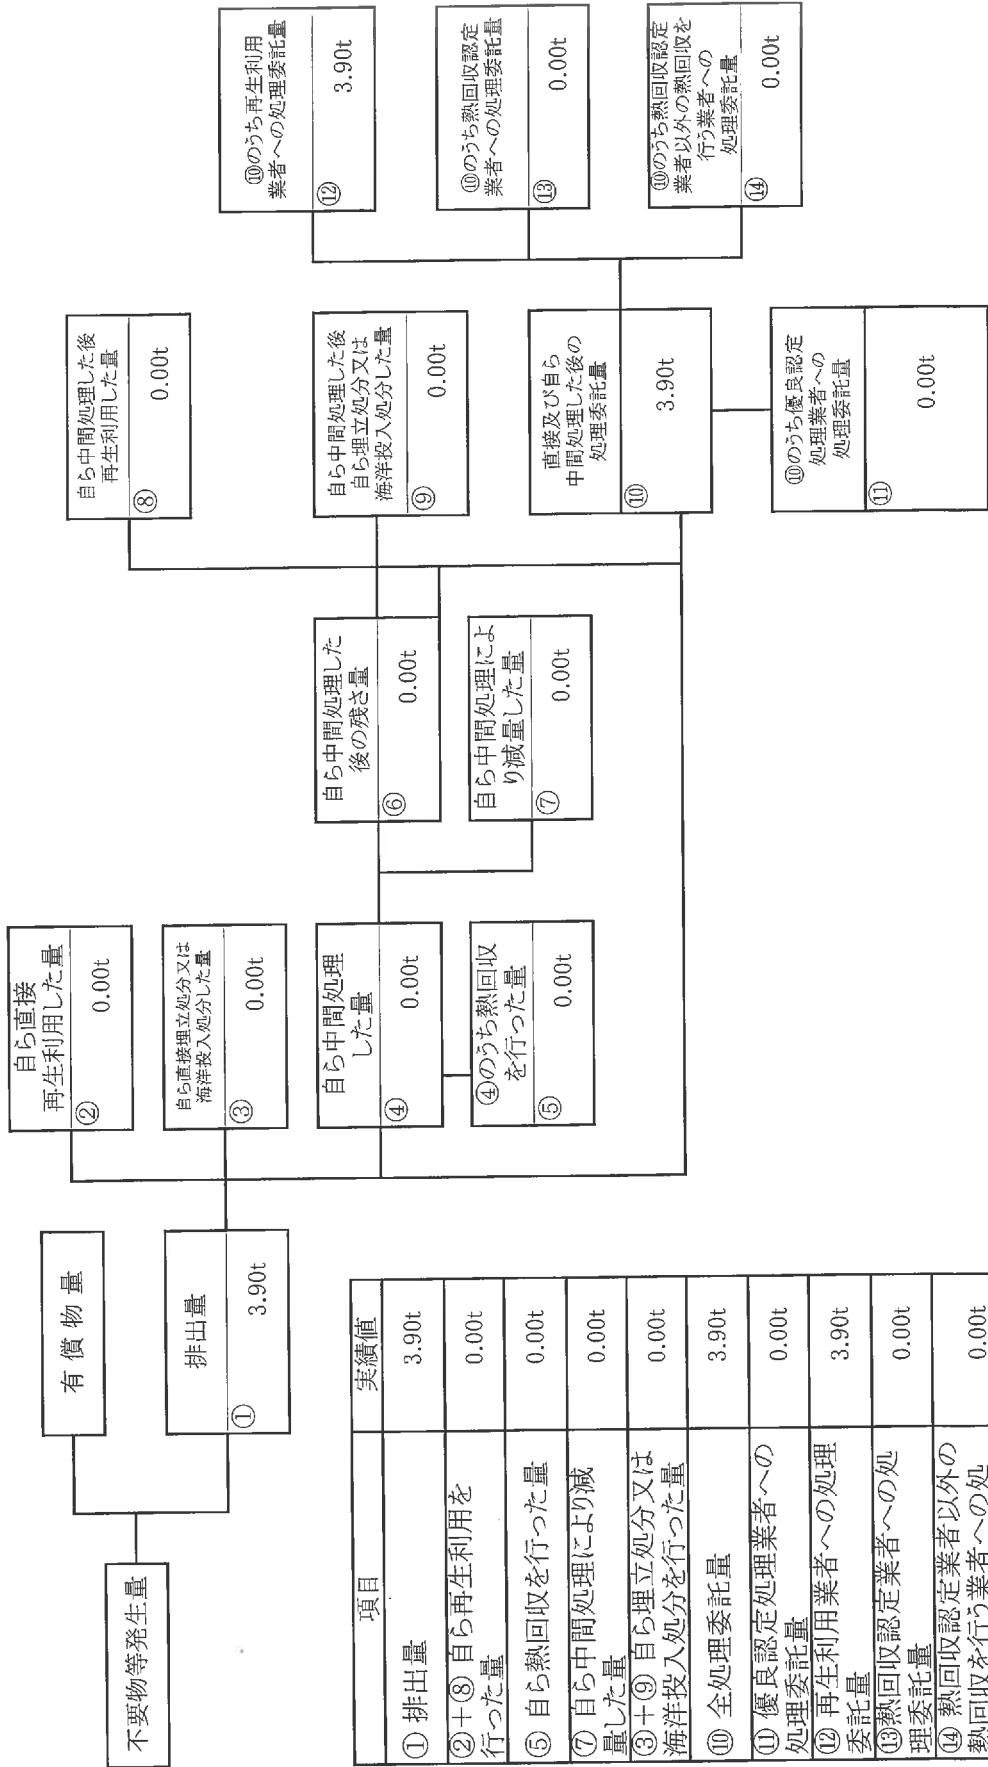 不要物等発生量
有償物量
排出量
①
3.90t
自ら直接
再生利用した量
②
0.00t
自ら直接埋立処分又は
海洋投入処分した量
③
0.00t
自ら中間処理
した量
④
0.00t
④のうち熱回収
を行った量
⑤
0.00t
自ら中間処理した
後の残さ量
⑥
0.00t
自ら中間処理によ
り減量した量
⑦
0.00t
自ら中間処理した後
再生利用した量
⑧
0.00t
自ら中間処理した後
自ら埋立処分又は
海洋投入処分した量
⑨
0.00t
直接及び自ら
中間処理した後の
処理委託量
⑩
3.90t
⑩のうち優良認定
処理業者への
処理委託量
⑪
0.00t
⑩のうち再生利用
業者への処理委託量
⑫
3.90t
⑩のうち熱回収認定
業者への処理委託量
⑬
0.00t
⑩のうち熱回収認定
業者以外の熱回収を
行う業者への
処理委託量
⑭
0.00t
項目 実績値
① 排出量 3.90t
②＋⑧ 自ら再生利用を
行った量 0.00t
⑤ 自ら熱回収を行った量 0.00t
⑦ 自ら中間処理により減
量した量 0.00t
③＋⑨ 自ら埋立処分又は
海洋投入処分を行った量 0.00t
⑩ 全処理委託量 3.90t
⑪ 優良認定処理業者への
処理委託量 0.00t
⑫ 再生利用業者への処理
委託量 3.90t
⑬熱回収認定業者への処
理委託量 0.00t
⑭ 熱回収認定業者以外の
熱回収を行う業者への処 0.00t